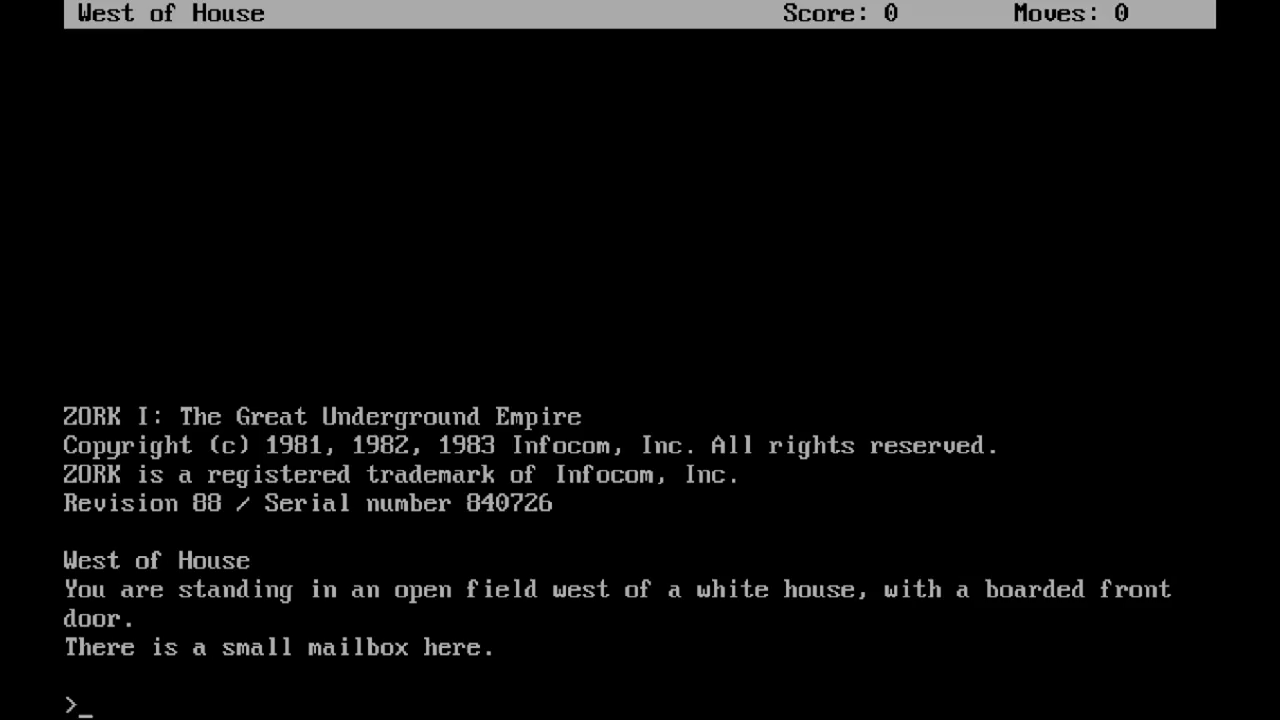 West of House Score: 0 Moves: 0
ZORK I: The Great Underground Empire
Copyright (c) 1981, 1982, 1983 Infocom, Inc. All rights reserved.
ZORK is a registered trademark of Infocom, Inc.
Revision 88 / Serial number 840726
West of House
You are standing in an open field west of a white house, with a boarded front
door.
There is a small mailbox here.
>_